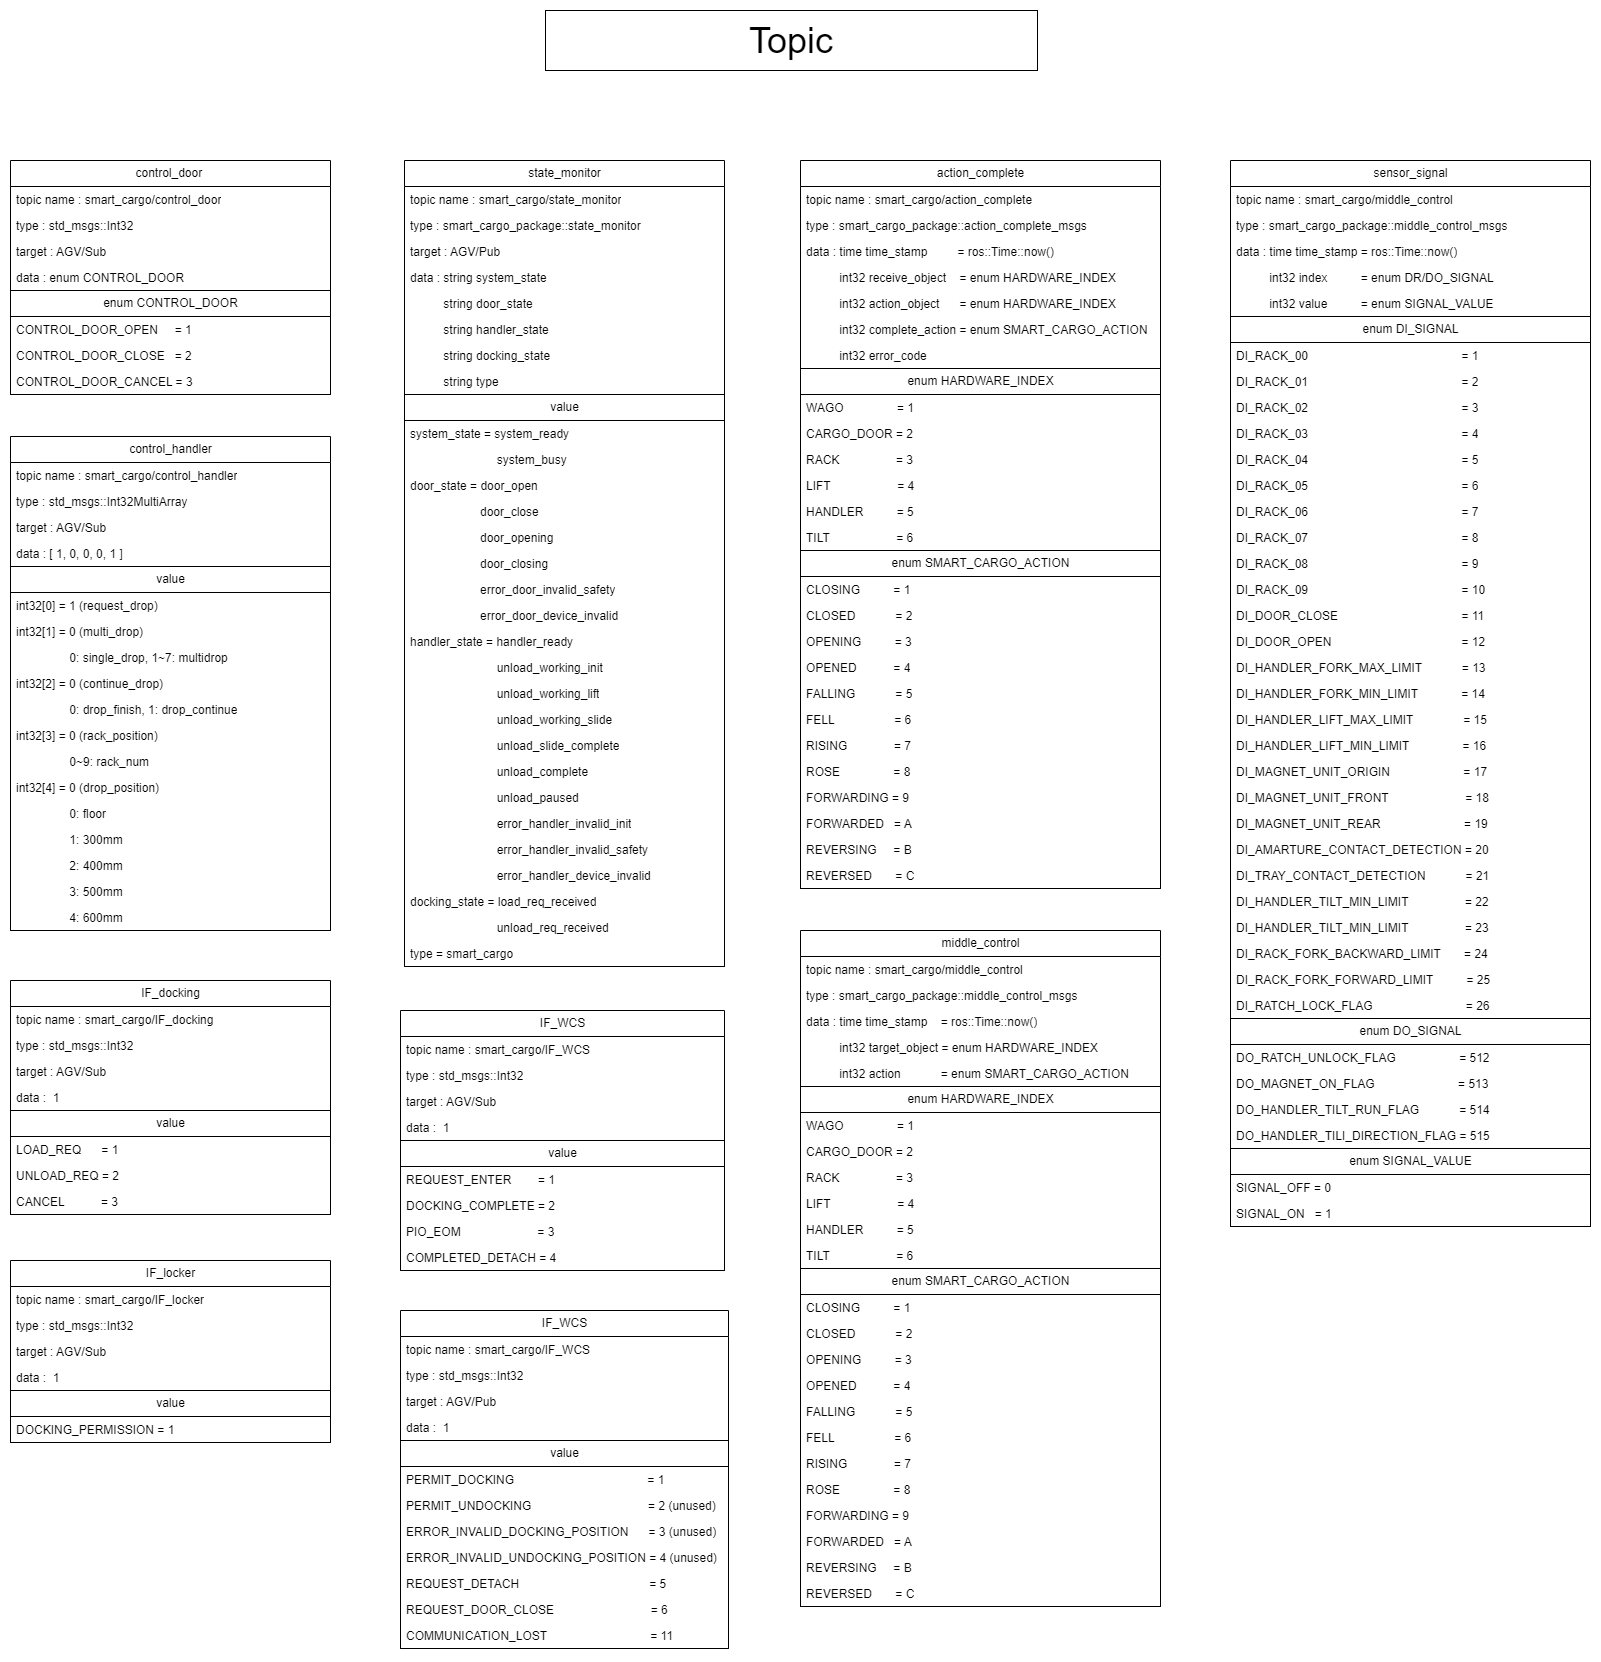 Topic
control_door
topic name : smart_cargo/control_door
type : std_msgs::Int32
target : AGV/Sub
data : enum CONTROL_DOOR
enum CONTROL_DOOR
CONTROL_DOOR_OPEN = 1
CONTROL_DOOR_CLOSE = 2
CONTROL_DOOR_CANCEL = 3
control_handler
topic name : smart_cargo/control_handler
type : std_msgs::Int32MultiArray
target : AGV/Sub
data : [ 1, 0, 0, 0, 1 ]
value
int32[0] = 1 (request_drop)
int32[1] = 0 (multi_drop)
0: single_drop, 1~7: multidrop
int32[2] = 0 (continue_drop)
0: drop_finish, 1: drop_continue
int32[3] = 0 (rack_position)
0~9: rack_num
int32[4] = 0 (drop_position)
0: floor
1: 300mm
2: 400mm
3: 500mm
4: 600mm
IF_docking
topic name : smart_cargo/IF_docking
type : std_msgs::Int32
target : AGV/Sub
data : 1
value
LOAD_REQ = 1
UNLOAD_REQ = 2
CANCEL = 3
IF_locker
topic name : smart_cargo/IF_locker
type : std_msgs::Int32
target : AGV/Sub
data : 1
value
DOCKING_PERMISSION = 1
state_monitor
topic name : smart_cargo/state_monitor
type : smart_cargo_package::state_monitor
target : AGV/Pub
data : string system_state
string door_state
string handler_state
string docking_state
string type
value
system_state = system_ready
system_busy
door_state = door_open
door_close
door_opening
door_closing
error_door_invalid_safety
error_door_device_invalid
handler_state = handler_ready
unload_working_init
unload_working_lift
unload_working_slide
unload_slide_complete
unload_complete
unload_paused
error_handler_invalid_init
error_handler_invalid_safety
error_handler_device_invalid
docking_state = load_req_received
unload_req_received
type = smart_cargo
IF_WCS
topic name : smart_cargo/IF_WCS
type : std_msgs::Int32
target : AGV/Sub
data : 1
value
REQUEST_ENTER = 1
DOCKING_COMPLETE = 2
PIO_EOM = 3
COMPLETED_DETACH = 4
IF_WCS
topic name : smart_cargo/IF_WCS
type : std_msgs::Int32
target : AGV/Pub
data : 1
value
PERMIT_DOCKING = 1
PERMIT_UNDOCKING = 2 (unused)
ERROR_INVALID_DOCKING_POSITION = 3 (unused)
ERROR_INVALID_UNDOCKING_POSITION = 4 (unused)
REQUEST_DETACH = 5
REQUEST_DOOR_CLOSE = 6
COMMUNICATION_LOST = 11
action_complete
topic name : smart_cargo/action_complete
type : smart_cargo_package::action_complete_msgs
data : time time_stamp = ros::Time::now()
int32 receive_object = enum HARDWARE_INDEX
int32 action_object = enum HARDWARE_INDEX
int32 complete_action = enum SMART_CARGO_ACTION
int32 error_code
enum HARDWARE_INDEX
WAGO = 1
CARGO_DOOR = 2
RACK = 3
LIFT = 4
HANDLER = 5
TILT = 6
enum SMART_CARGO_ACTION
CLOSING = 1
CLOSED = 2
OPENING = 3
OPENED = 4
FALLING = 5
FELL = 6
RISING = 7
ROSE = 8
FORWARDING = 9
FORWARDED = A
REVERSING = B
REVERSED = C
middle_control
topic name : smart_cargo/middle_control
type : smart_cargo_package::middle_control_msgs
data : time time_stamp = ros::Time::now()
int32 target_object = enum HARDWARE_INDEX
int32 action = enum SMART_CARGO_ACTION
enum HARDWARE_INDEX
WAGO = 1
CARGO_DOOR = 2
RACK = 3
LIFT = 4
HANDLER = 5
TILT = 6
enum SMART_CARGO_ACTION
CLOSING = 1
CLOSED = 2
OPENING = 3
OPENED = 4
FALLING = 5
FELL = 6
RISING = 7
ROSE = 8
FORWARDING = 9
FORWARDED = A
REVERSING = B
REVERSED = C
sensor_signal
topic name : smart_cargo/middle_control
type : smart_cargo_package::middle_control_msgs
data : time time_stamp = ros::Time::now()
int32 index = enum DR/DO_SIGNAL
int32 value = enum SIGNAL_VALUE
enum DI_SIGNAL
DI_RACK_00 = 1
DI_RACK_01 = 2
DI_RACK_02 = 3
DI_RACK_03 = 4
DI_RACK_04 = 5
DI_RACK_05 = 6
DI_RACK_06 = 7
DI_RACK_07 = 8
DI_RACK_08 = 9
DI_RACK_09 = 10
DI_DOOR_CLOSE = 11
DI_DOOR_OPEN = 12
DI_HANDLER_FORK_MAX_LIMIT = 13
DI_HANDLER_FORK_MIN_LIMIT = 14
DI_HANDLER_LIFT_MAX_LIMIT = 15
DI_HANDLER_LIFT_MIN_LIMIT = 16
DI_MAGNET_UNIT_ORIGIN = 17
DI_MAGNET_UNIT_FRONT = 18
DI_MAGNET_UNIT_REAR = 19
DI_AMARTURE_CONTACT_DETECTION = 20
DI_TRAY_CONTACT_DETECTION = 21
DI_HANDLER_TILT_MIN_LIMIT = 22
DI_HANDLER_TILT_MIN_LIMIT = 23
DI_RACK_FORK_BACKWARD_LIMIT = 24
DI_RACK_FORK_FORWARD_LIMIT = 25
DI_RATCH_LOCK_FLAG = 26
enum DO_SIGNAL
DO_RATCH_UNLOCK_FLAG = 512
DO_MAGNET_ON_FLAG = 513
DO_HANDLER_TILT_RUN_FLAG = 514
DO_HANDLER_TILI_DIRECTION_FLAG = 515
enum SIGNAL_VALUE
SIGNAL_OFF = 0
SIGNAL_ON = 1